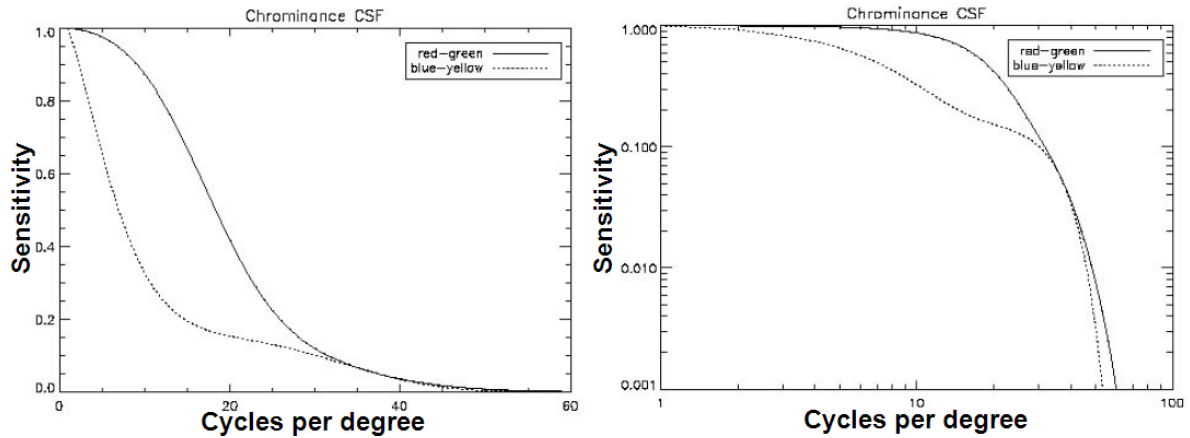 Chrominance CSF
1.0
0.8
0.6
0.4
0.2
0.0
red-green
blue-yellow
Sensitivity
0
20
40
60
Cycles per degree
Chrominance CSF
1.000
0.100
0.010
0.001
red-green
blue-yellow
Sensitivity
1
10
100
Cycles per degree